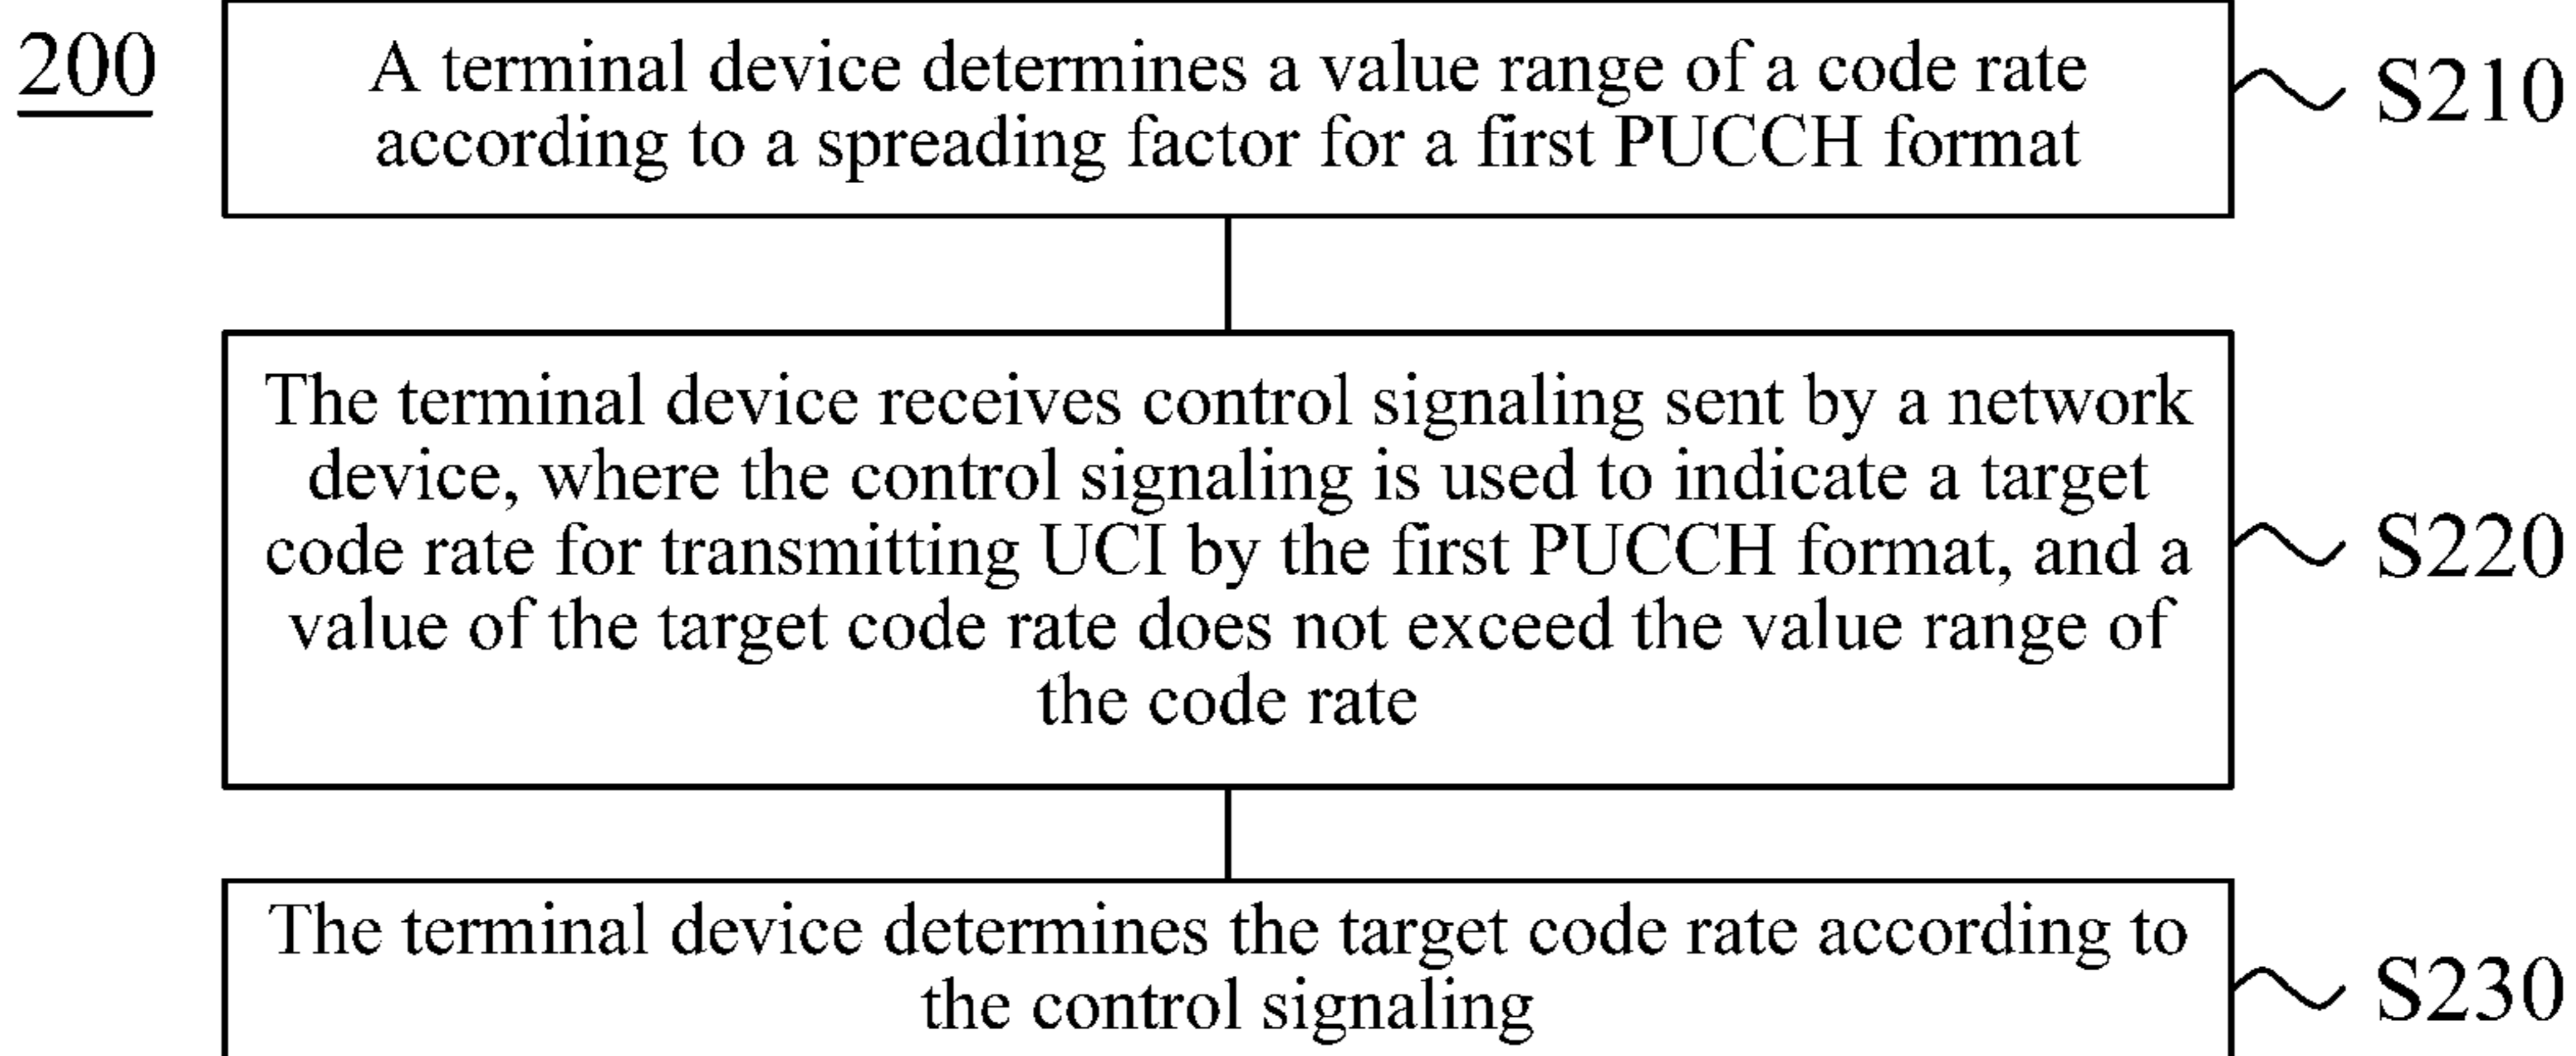 200
A terminal device determines a value range of a code rate
according to a spreading factor for a first PUCCH format
S210
The terminal device receives control signaling sent by a network
device, where the control signaling is used to indicate a target
code rate for transmitting UCI by the first PUCCH format, and a
value of the target code rate does not exceed the value range of
the code rate
S220
The terminal device determines the target code rate according to
the control signaling
S230